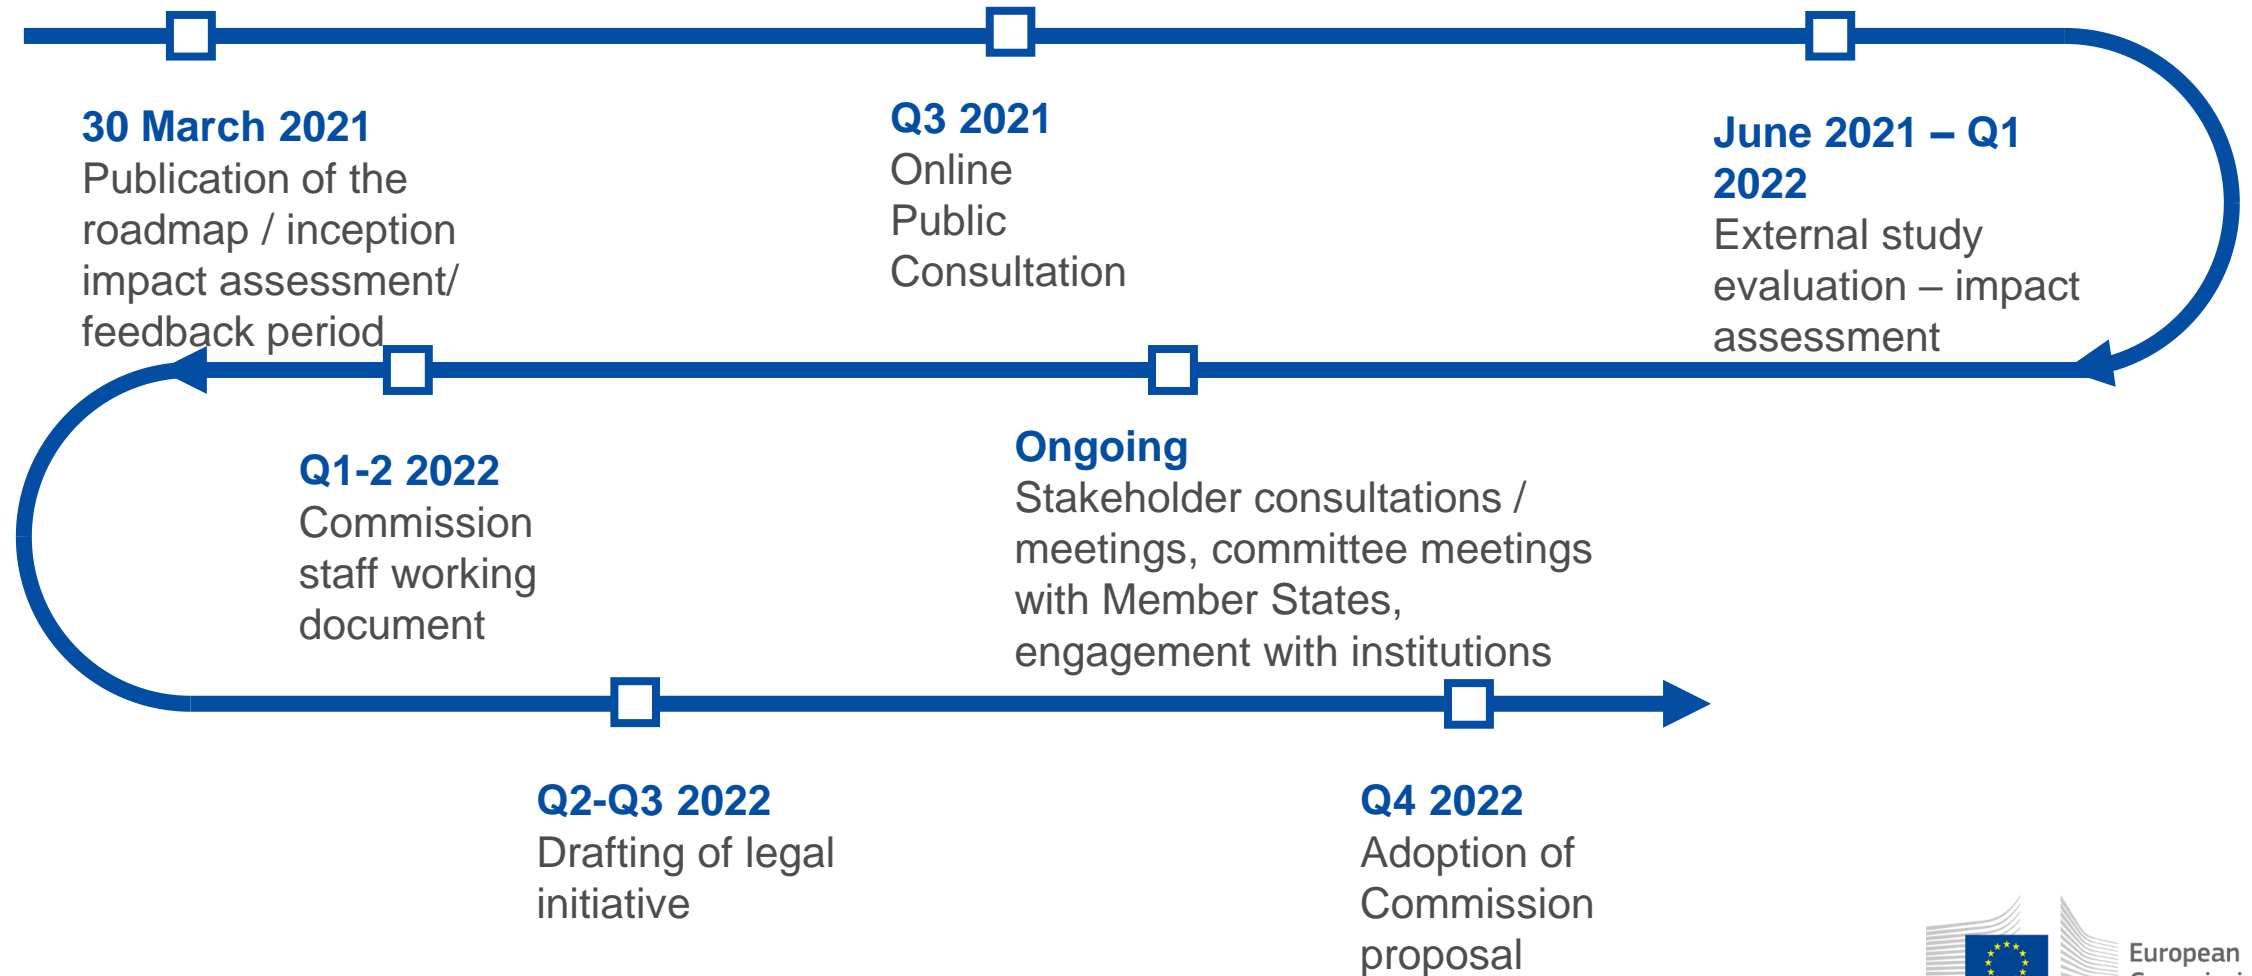 30 March 2021
Publication of the
roadmap / inception
impact assessment/
feedback period
Q3 2021
Online
Public
Consultation
June 2021 – Q1
2022
External study
evaluation – impact
assessment
Q1-2 2022
Commission
staff working
document
Ongoing
Stakeholder consultations /
meetings, committee meetings
with Member States,
engagement with institutions
Q2-Q3 2022
Drafting of legal
initiative
Q4 2022
Adoption of
Commission
proposal
European